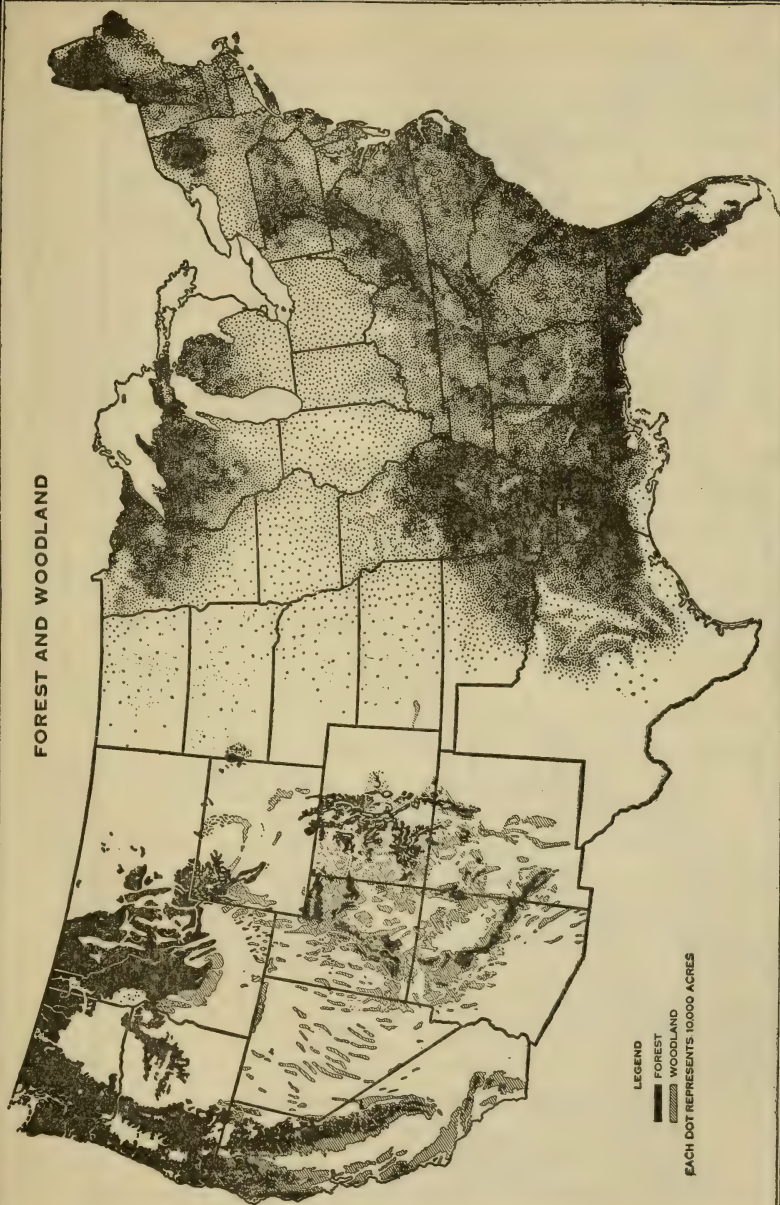 FOREST AND WOODLAND
LEGEND
FOREST
WOODLAND
EACH DOT REPRESENTS 10,000 ACRES